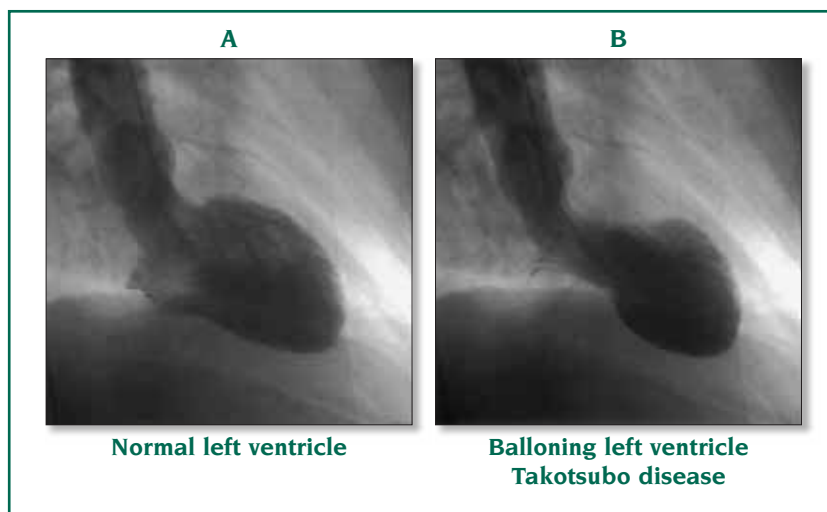 A
B
Normal left ventricle
Balloning left ventricle
Takotsubo disease